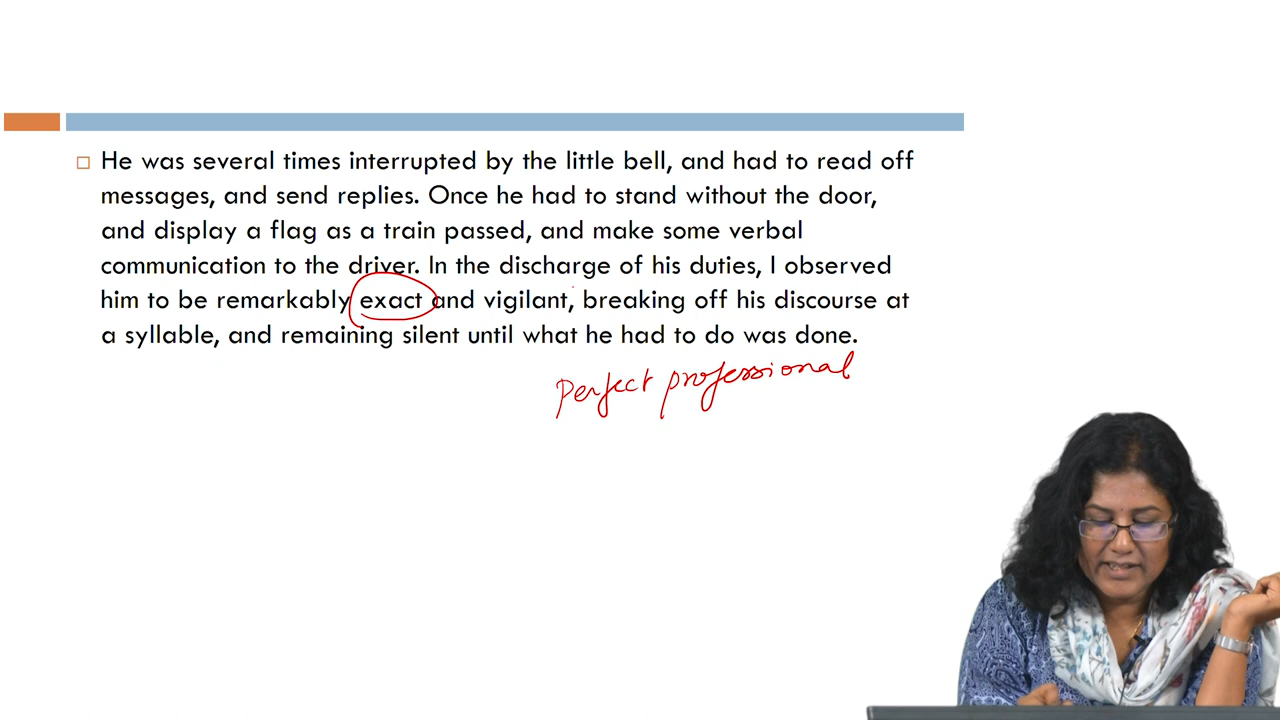 He was several times interrupted by the little bell, and had to read off
messages, and send replies. Once he had to stand without the door,
and display a flag as a train passed, and make some verbal
communication to the driver. In the discharge of his duties, I observed
him to be remarkably exact and vigilant, breaking off his discourse at
a syllable, and remaining silent until what he had to do was done.
Perfect professional